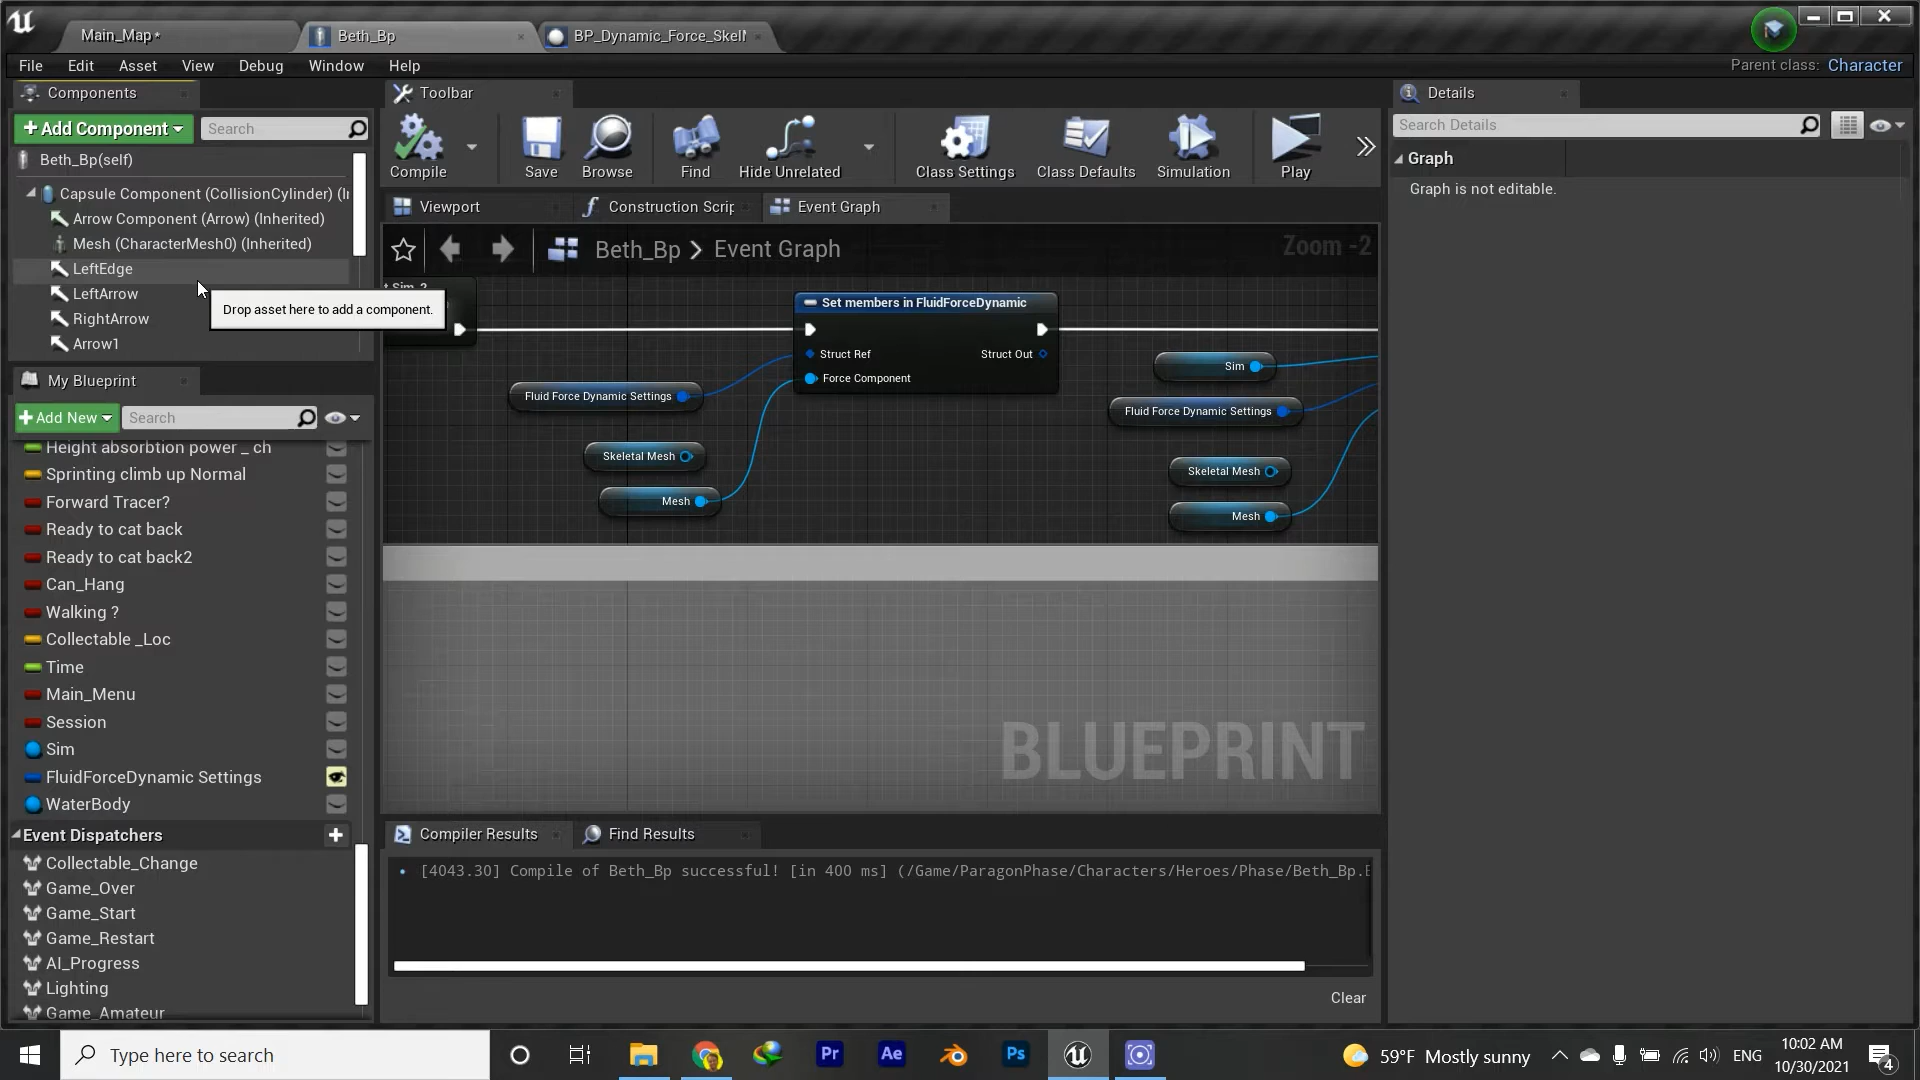 Main_Map*
Beth_Bp
BP_Dynamic_Force_Skel
File
Edit
Asset
View
Debug
Window
Help
Parent class: Character
Components
+ Add Component
Search
Beth_Bp(self)
Capsule Component (CollisionCylinder) (I
Arrow Component (Arrow) (Inherited)
Mesh (CharacterMesh0) (Inherited)
LeftEdge
LeftArrow
RightArrow
Arrow1
Drop asset here to add a component.
My Blueprint
+ Add New
Search
Height absorbtion power _ ch
Sprinting climb up Normal
Forward Tracer?
Ready to cat back
Ready to cat back2
Can_Hang
Walking ?
Collectable _Loc
Time
Main_Menu
Session
Sim
FluidForceDynamic Settings
WaterBody
Event Dispatchers
Collectable_Change
Game_Over
Game_Start
Game_Restart
AI_Progress
Lighting
Game_Amateur
Toolbar
Compile
Save
Browse
Find
Hide Unrelated
Class Settings
Class Defaults
Simulation
Play
Viewport
Construction Scrip
Event Graph
Beth_Bp > Event Graph
Zoom -2
t Sim 2
Set members in FluidForceDynamic
Struct Ref
Struct Out
Force Component
Fluid Force Dynamic Settings
Skeletal Mesh
Mesh
Sim
Fluid Force Dynamic Settings
Skeletal Mesh
Mesh
BLUEPRINT
Compiler Results
Find Results
[4043.30] Compile of Beth_Bp successful! [in 400 ms] (/Game/ParagonPhase/Characters/Heroes/Phase/Beth_Bp.
Clear
Details
Search Details
Graph
Graph is not editable.
Type here to search
Pr
Ae
Ps
59°F Mostly sunny
ENG
10:02 AM
10/30/2021
4